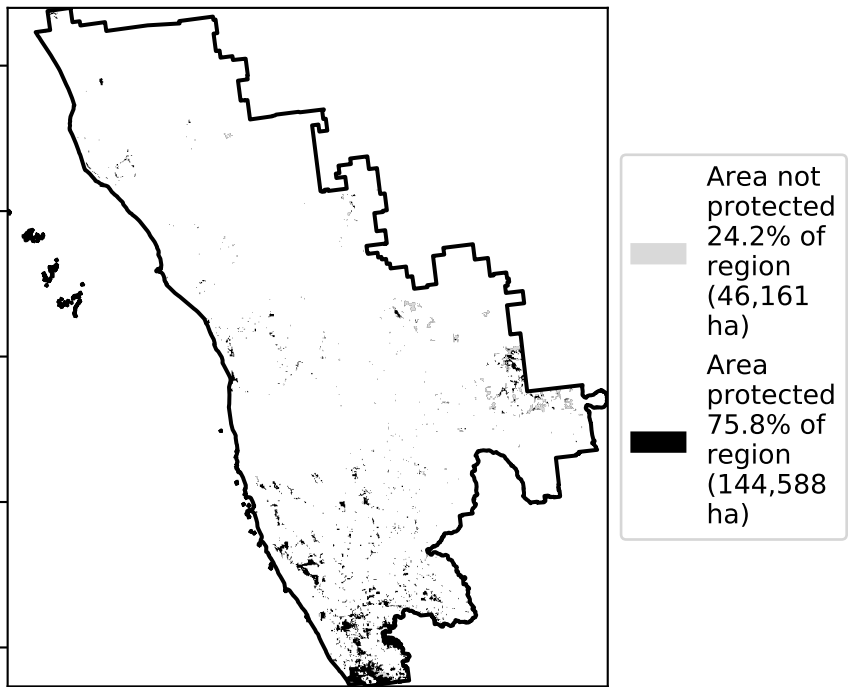 Area not
protected
24.2% of
region
(46,161
ha)
Area
protected
75.8% of
region
(144,588
ha)